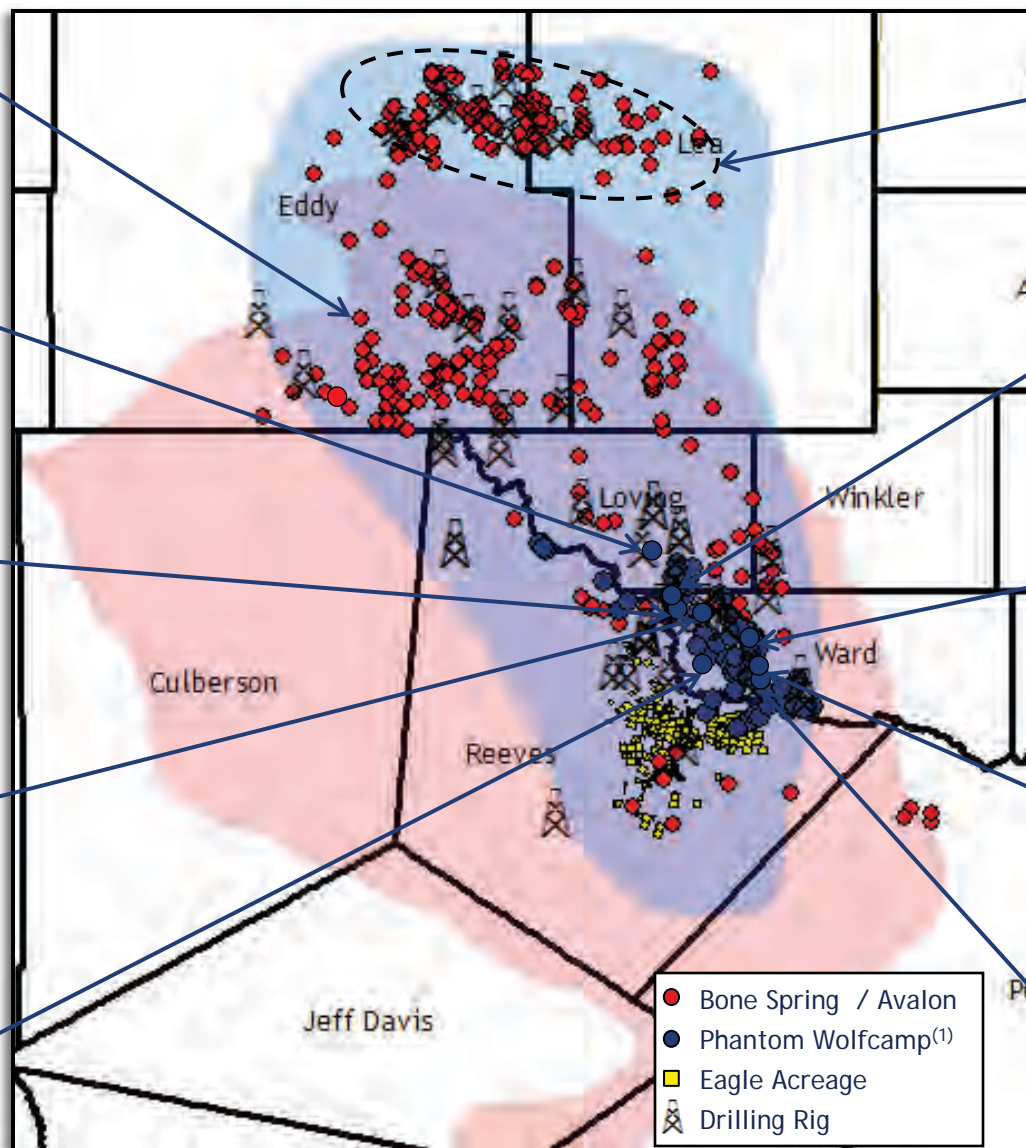 Lea
Eddy
Loving
Winkler
Ward
Culberson
Reeves
Jeff Davis
Bone Spring / Avalon
Phantom Wolfcamp(1)
Eagle Acreage
Drilling Rig